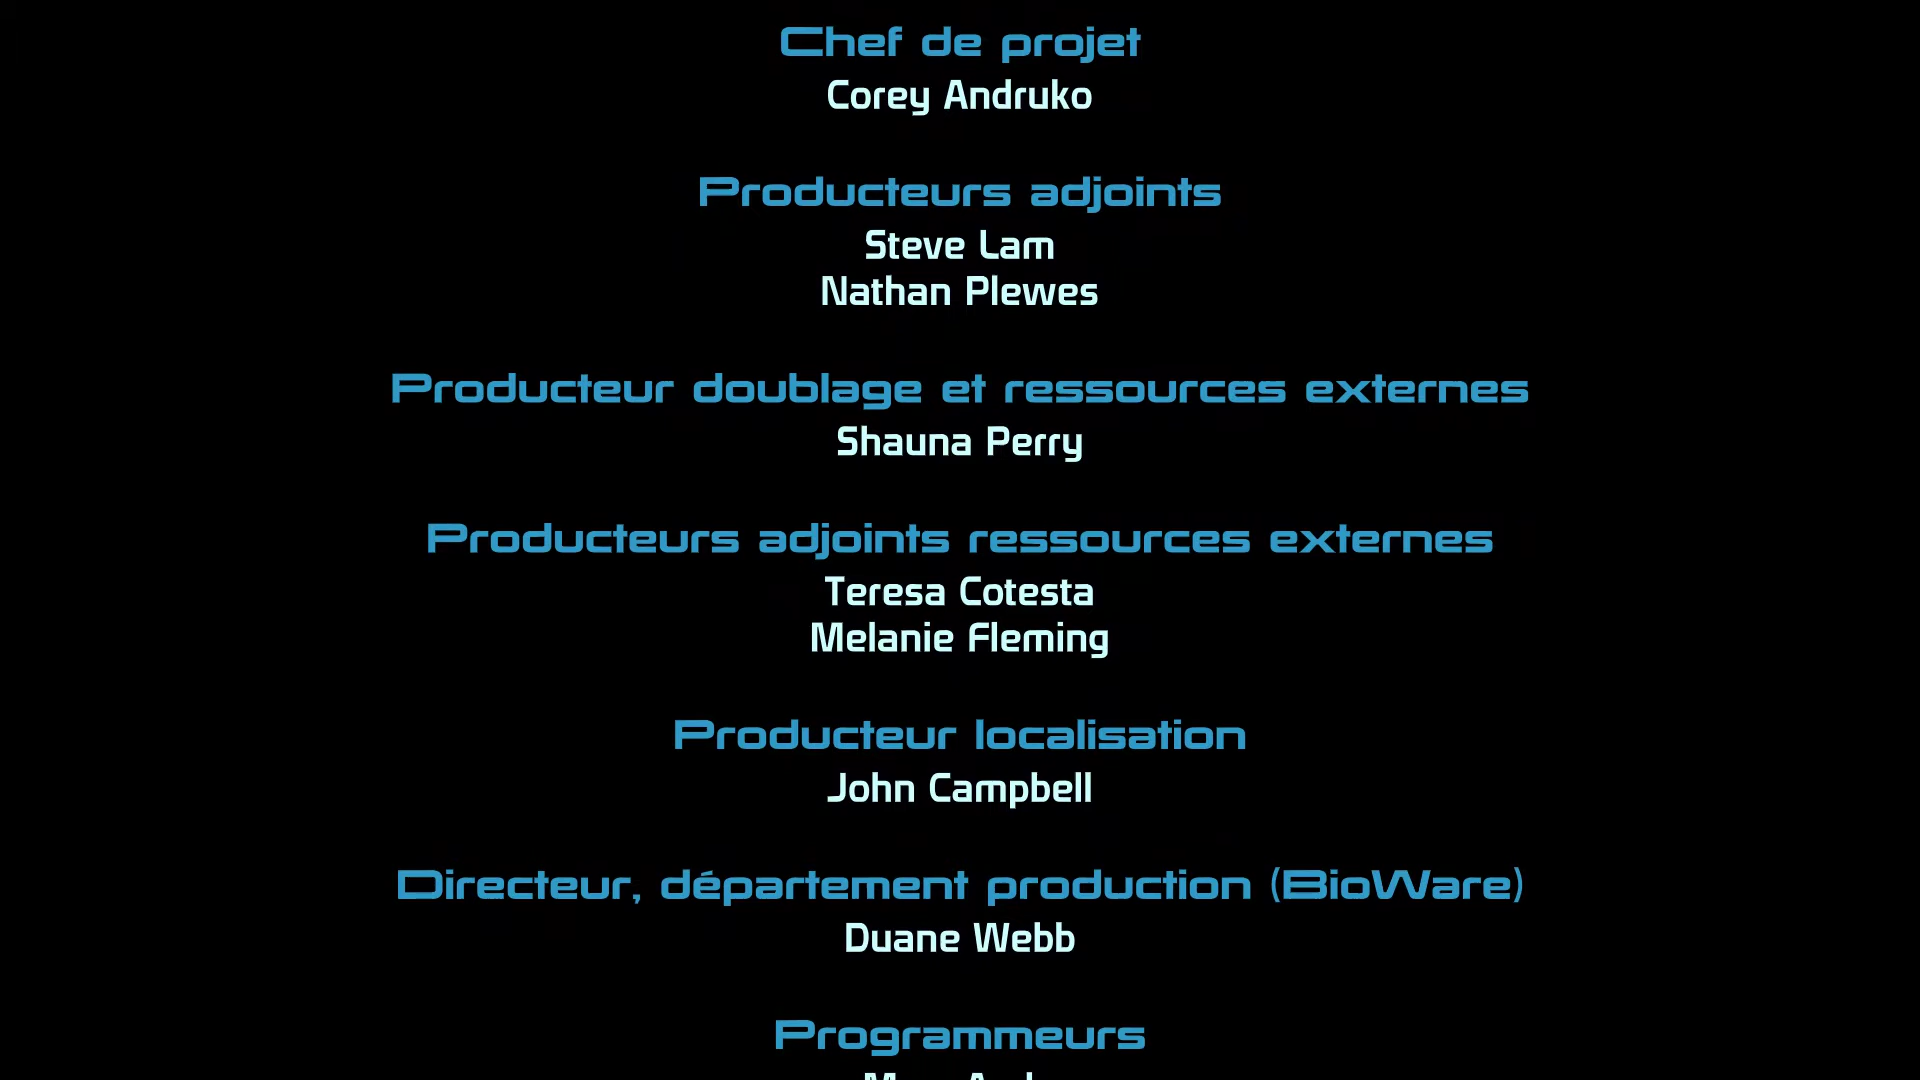 Chef de projet
Corey Andruko
Producteurs adjoints
Steve Lam
Nathan Plewes
Producteur doublage et ressources externes
Shauna Perry
Producteurs adjoints ressources externes
Teresa Cotesta
Melanie Fleming
Producteur localisation
John Campbell
Directeur, département production (BioWare)
Duane Webb
Programmeurs